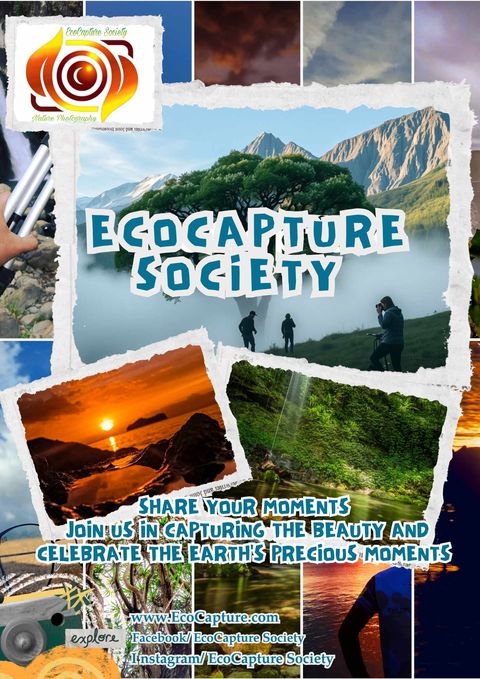 EcoCapture Society
Nature Photography
ECOCAPTURE
SOCIETY
SHARE YOUR MOMENTS
JOIN US IN CAPTURING THE BEAUTY AND
CELEBRATE THE EARTH'S PRECIOUS MOMENTS
explore
www.EcoCapture.com
Facebook/ EcoCapture Society
Instagram/ EcoCapture Society